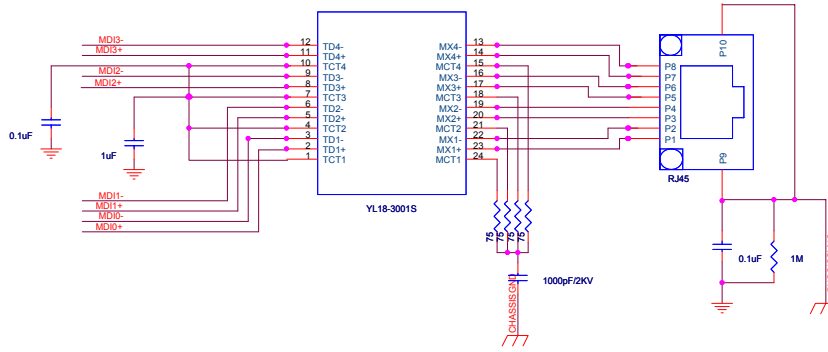 MDI3-
MDI3+
MDI2-
MDI2+
MDI1-
MDI1+
MDI0-
MDI0+
0.1uF
1uF
12 TD4-
11 TD4+
10 TCT4
9 TD3-
8 TD3+
7 TCT3
6 TD2-
5 TD2+
4 TCT2
3 TD1-
2 TD1+
1 TCT1
MX4- 13
MX4+ 14
MCT4 15
MX3- 16
MX3+ 17
MCT3 18
MX2- 19
MX2+ 20
MCT2 21
MX1- 22
MX1+ 23
MCT1 24
YL18-3001S
75 75 75 75
1000pF/2KV
CHASSIS GND
P10
P8
P7
P6
P5
P4
P3
P2
P1
P9
RJ45
0.1uF
1M